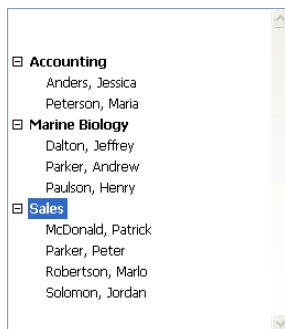 Accounting
Anders, Jessica
Peterson, Maria
Marine Biology
Dalton, Jeffrey
Parker, Andrew
Paulson, Henry
Sales
McDonald, Patrick
Parker, Peter
Robertson, Marlo
Solomon, Jordan